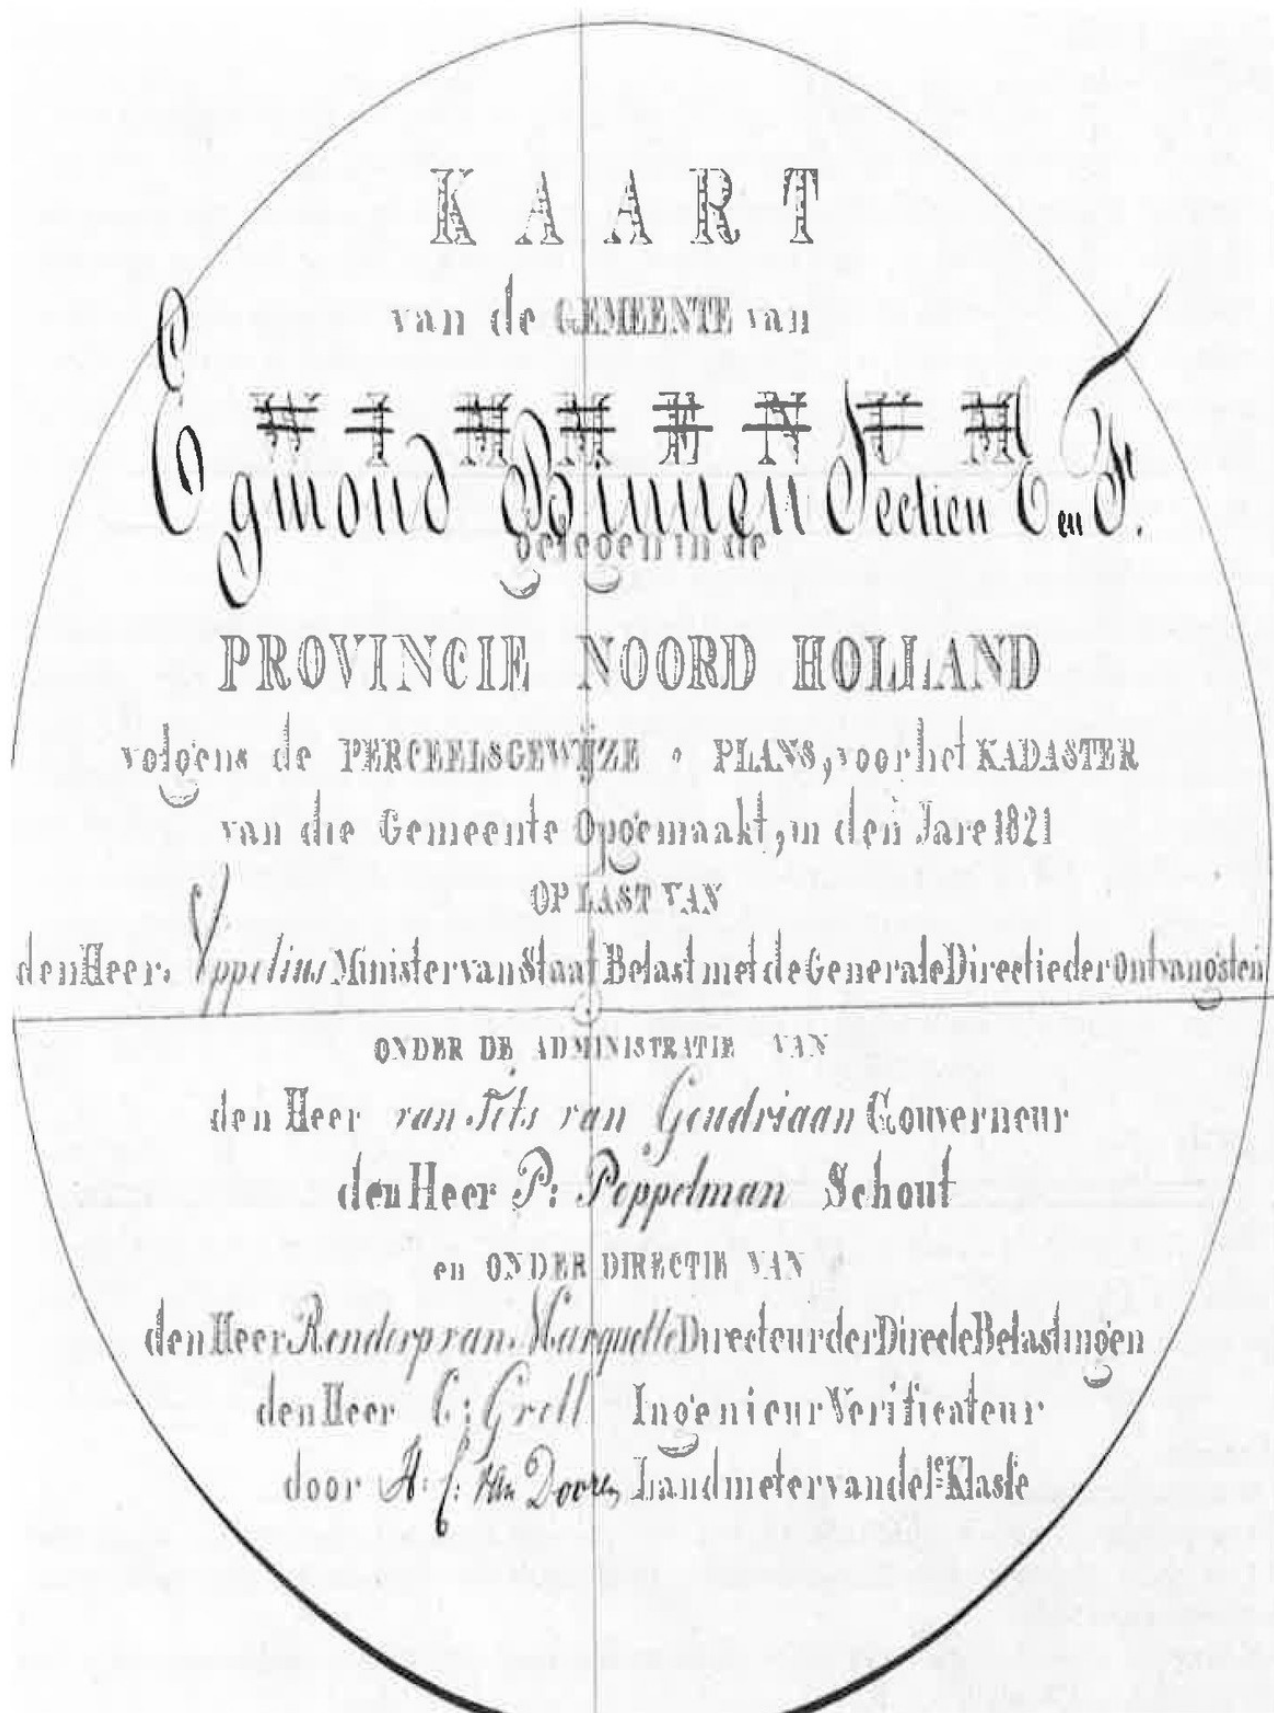 KAART
van de GEMEENTE van
WIMMENUM
Egmond Binnen Sectien E en F.
gelegen in de
PROVINCIE NOORD HOLLAND
volgens de PERCEELSGEWIJZE PLANS, voor het KADASTER
van die Gemeente Opgemaakt, in den Jare 1821
OP LAST VAN
den Heer Appelius Minister van Staat Belast met de Generale Directie der Ontvangsten
ONDER DE ADMINISTRATIE VAN
den Heer van Tets van Goudriaan Gouverneur
den Heer P: Poppelman Schout
en ONDER DIRECTIE VAN
den Heer Rendorp van Marquette Directeur der Directe Belastingen
den Heer C: Grell Ingenieur Verificateur
door H: C: van Dooren Landmeter van de 1e Klasse